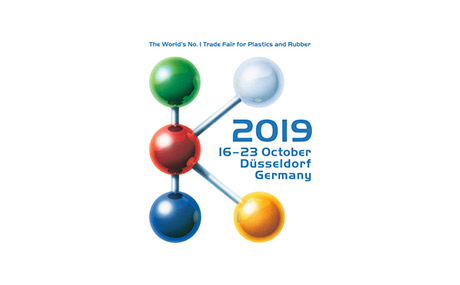 The World's No. 1 Trade Fair for Plastics and Rubber
2019
16–23 October
Düsseldorf
Germany